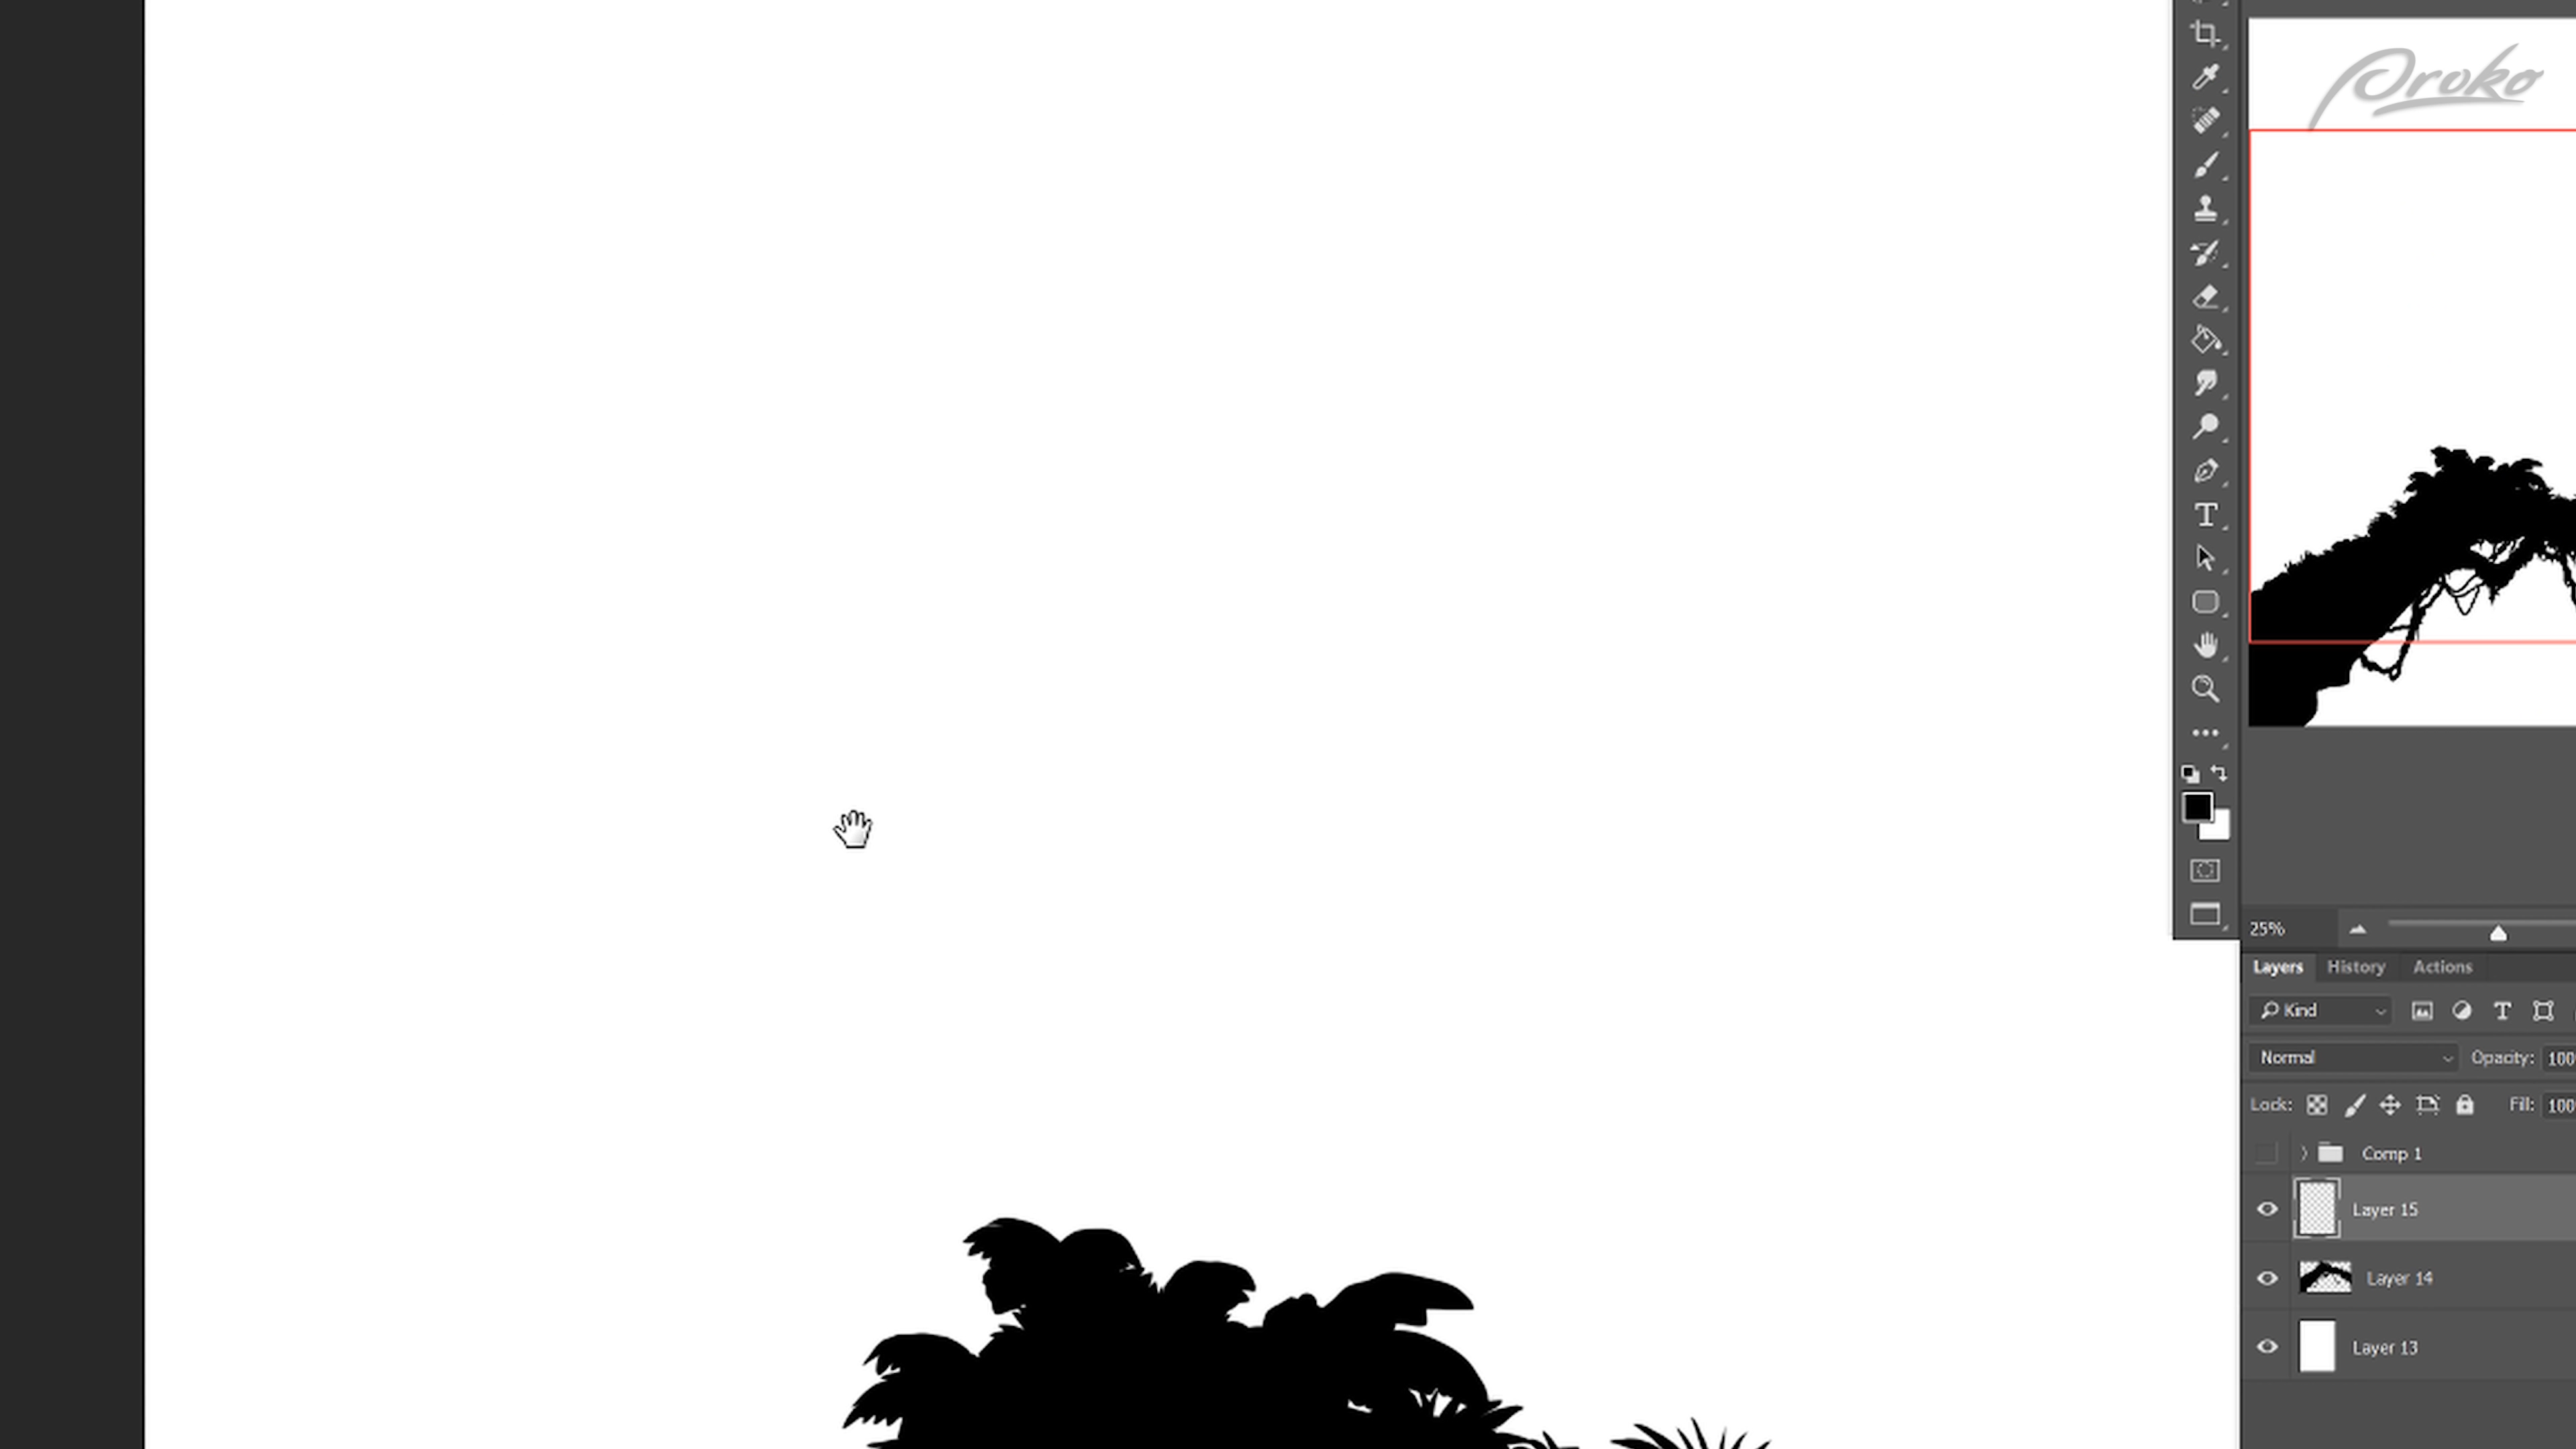 Proko
25%
Layers History Actions
Kind
Normal Opacity: 100
Lock: Fill: 100
Comp 1
Layer 15
Layer 14
Layer 13